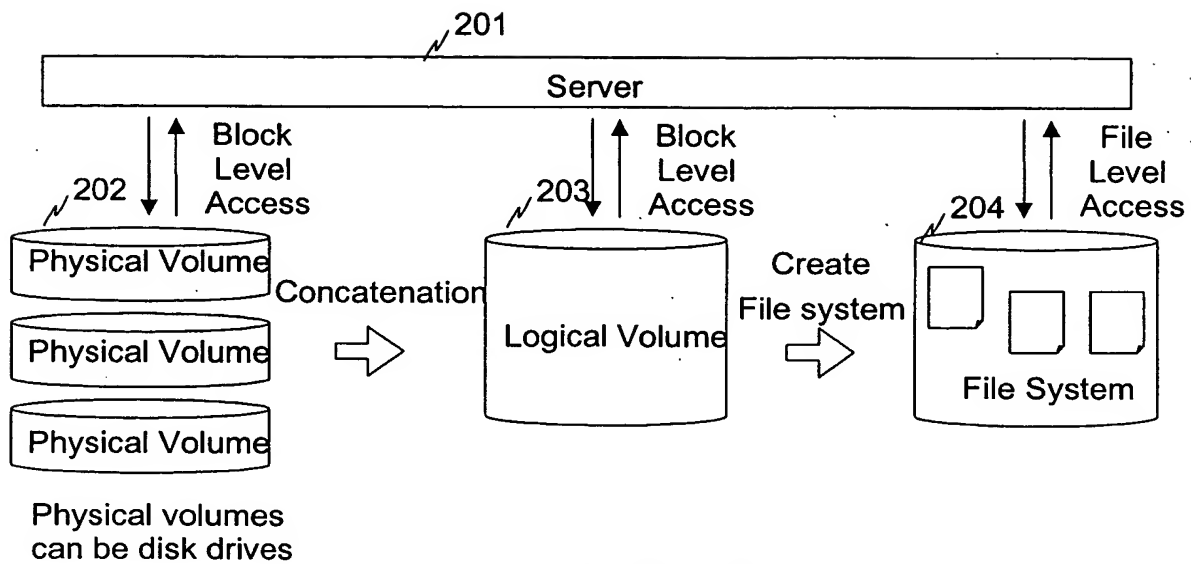 201
Server
Block
Level
Access
Block
Level
Access
File
Level
Access
202
203
204
Physical Volume
Physical Volume
Physical Volume
Concatenation
Logical Volume
Create
File system
File System
Physical volumes
can be disk drives